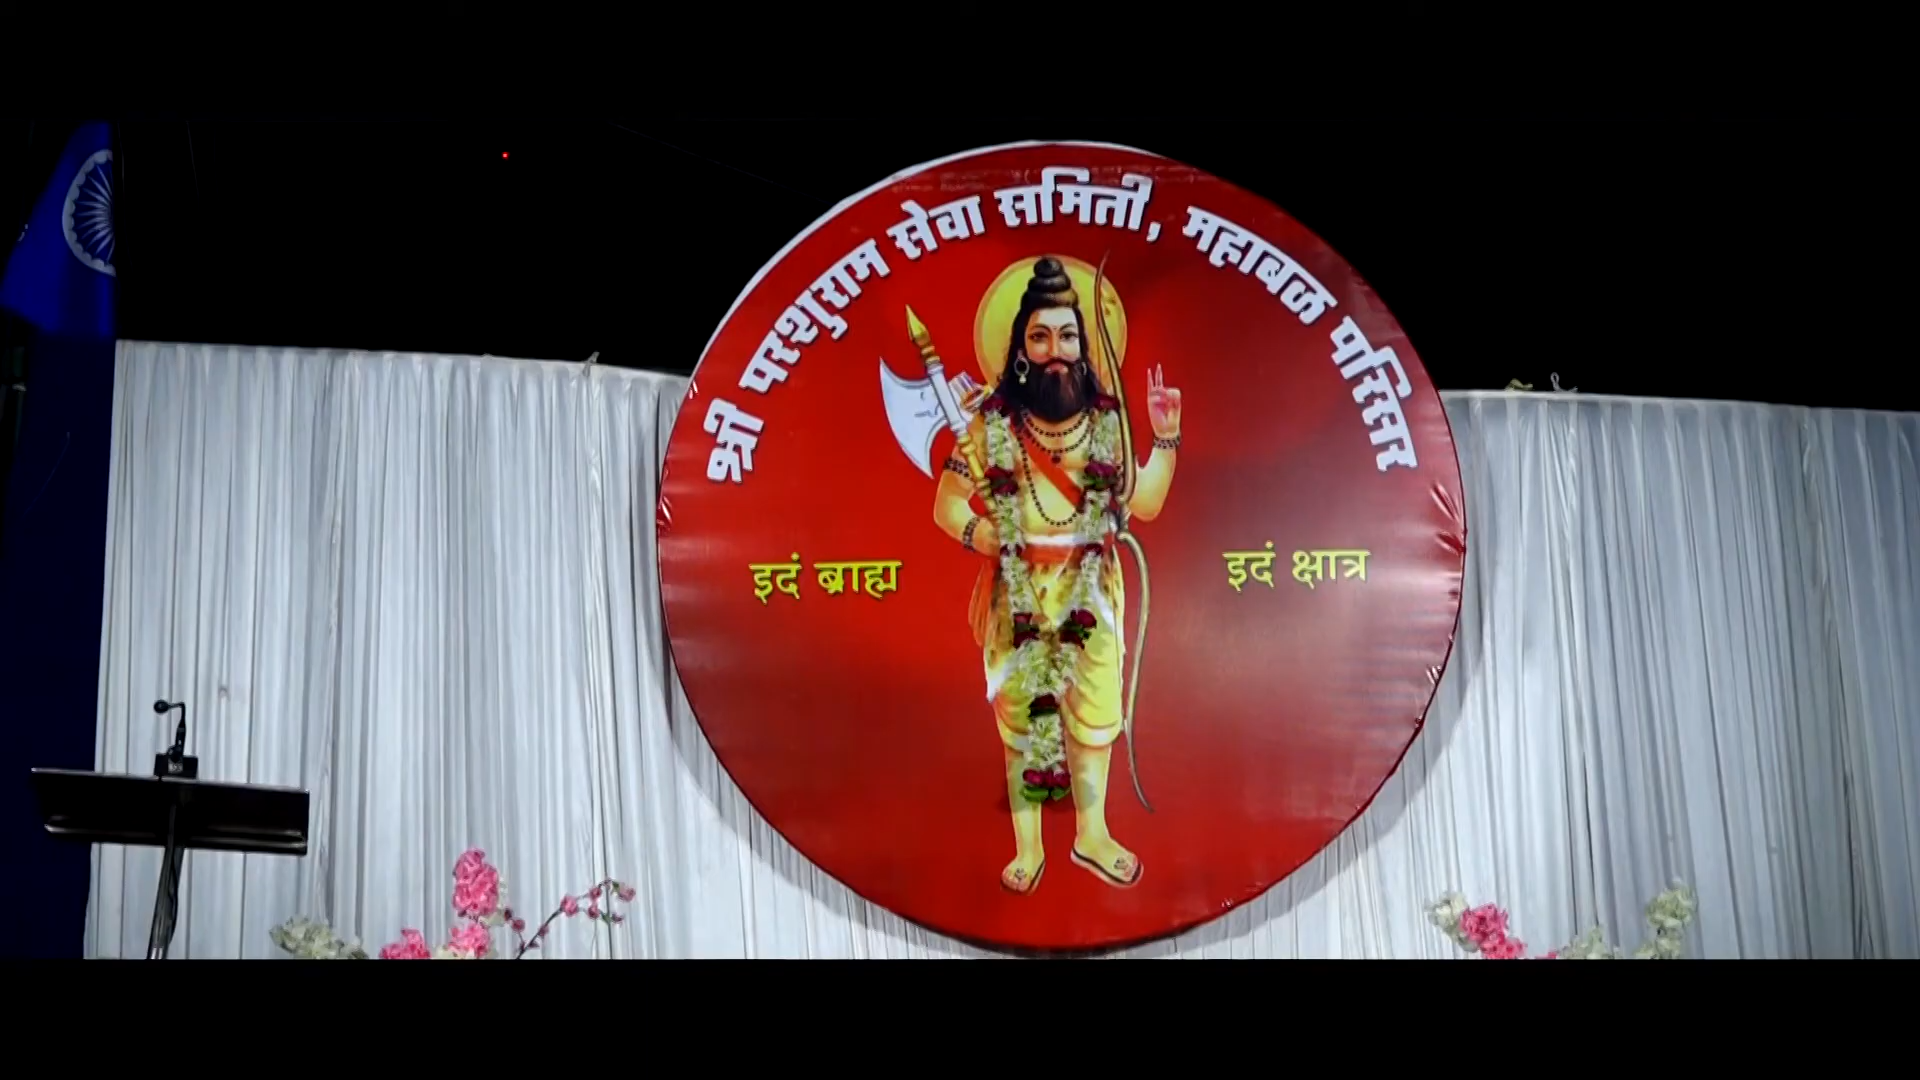 श्री परशुराम सेवा समिती, महाबळ परिसर
इदं ब्राह्म
इदं क्षात्र